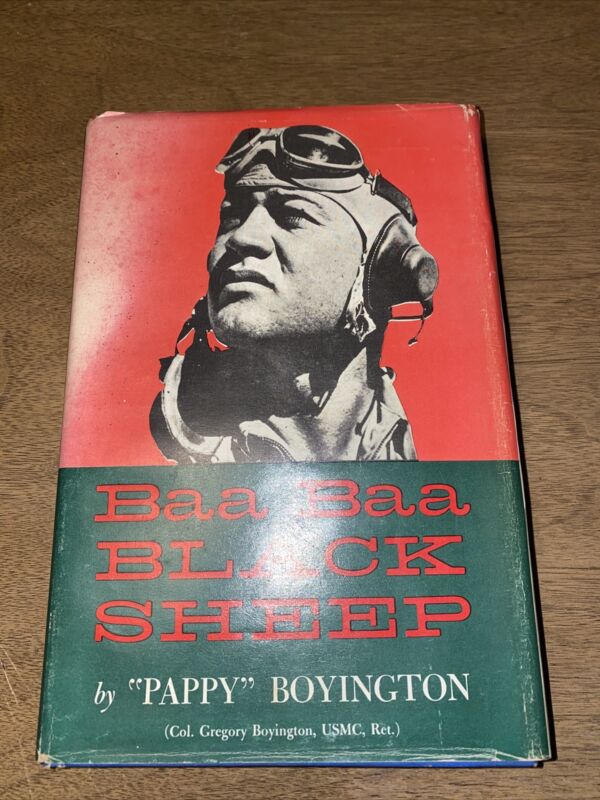 Baa Baa
BLACK
SHEEP
by “PAPPY” BOYINGTON
(Col. Gregory Boyington, USMC, Ret.)